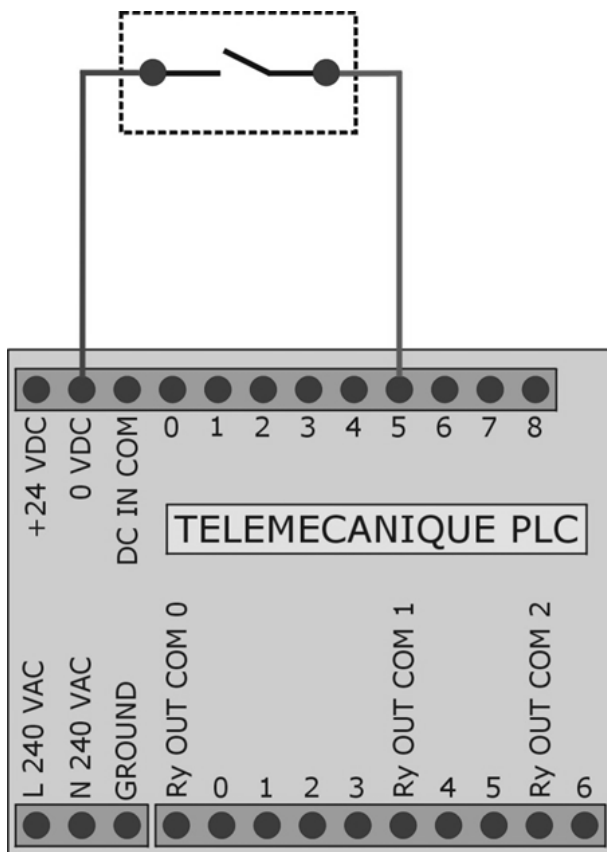 +24 VDC
0 VDC
DC IN COM
0 1 2 3 4 5 6 7 8
TELEMECANIQUE PLC
L 240 VAC
N 240 VAC
GROUND
Ry OUT COM 0
0 1 2 3
Ry OUT COM 1
4 5
Ry OUT COM 2
6